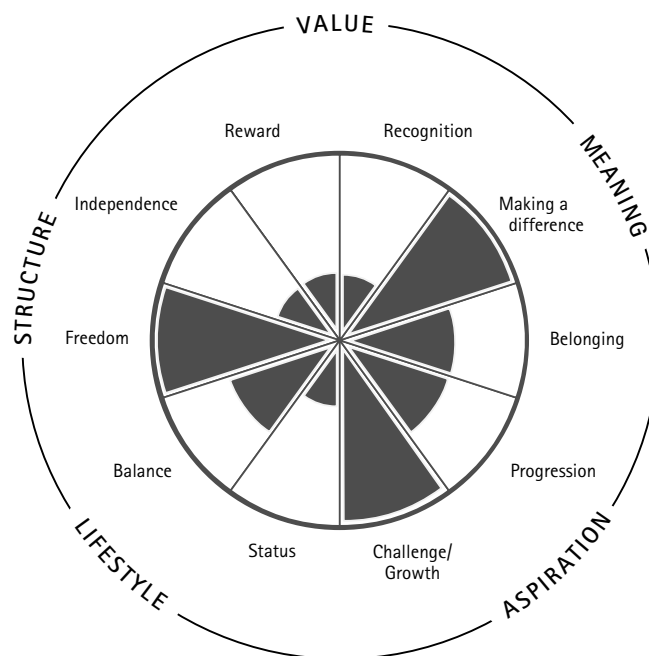 VALUE
Reward
Recognition
MEANING
Independence
Making a
difference
STRUCTURE
Freedom
Belonging
Balance
Progression
LIFESTYLE
Status
Challenge/
Growth
ASPIRATION